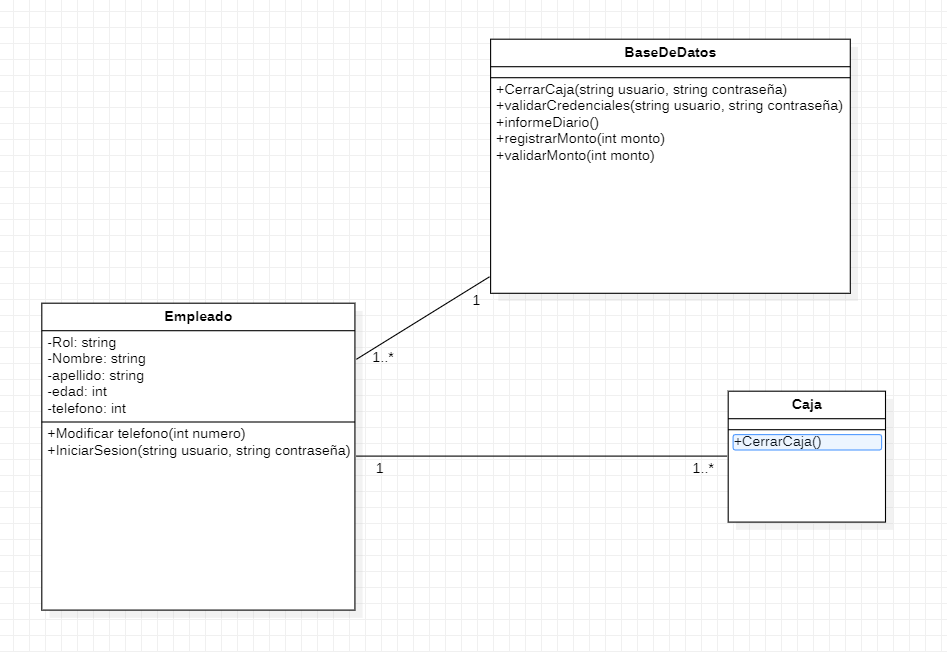 BaseDeDatos
+CerrarCaja(string usuario, string contraseña)
+validarCredenciales(string usuario, string contraseña)
+informeDiario()
+registrarMonto(int monto)
+validarMonto(int monto)
1
1..*
Empleado
-Rol: string
-Nombre: string
-apellido: string
-edad: int
-telefono: int
+Modificar telefono(int numero)
+IniciarSesion(string usuario, string contraseña)
1
1..*
Caja
+CerrarCaja()